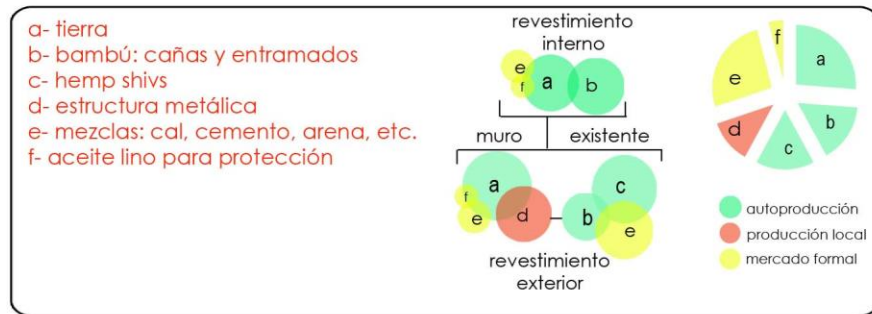 a- tierra
b- bambú: cañas y entramados
c- hemp shivs
d- estructura metálica
e- mezclas: cal, cemento, arena, etc.
f- aceite lino para protección
revestimiento
interno
e
f
a
b
muro existente
a
f
e
d
b
c
e
revestimiento
exterior
f
a
e
b
d
c
autoproducción
producción local
mercado formal